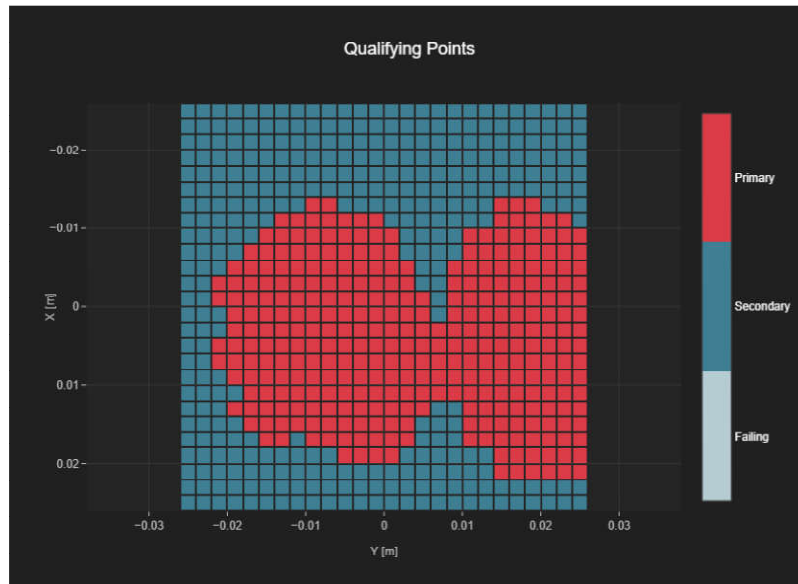 Qualifying Points
Primary
Secondary
Failing
−0.02
−0.01
0
0.01
0.02
X [m]
−0.03
−0.02
−0.01
0
0.01
0.02
0.03
Y [m]